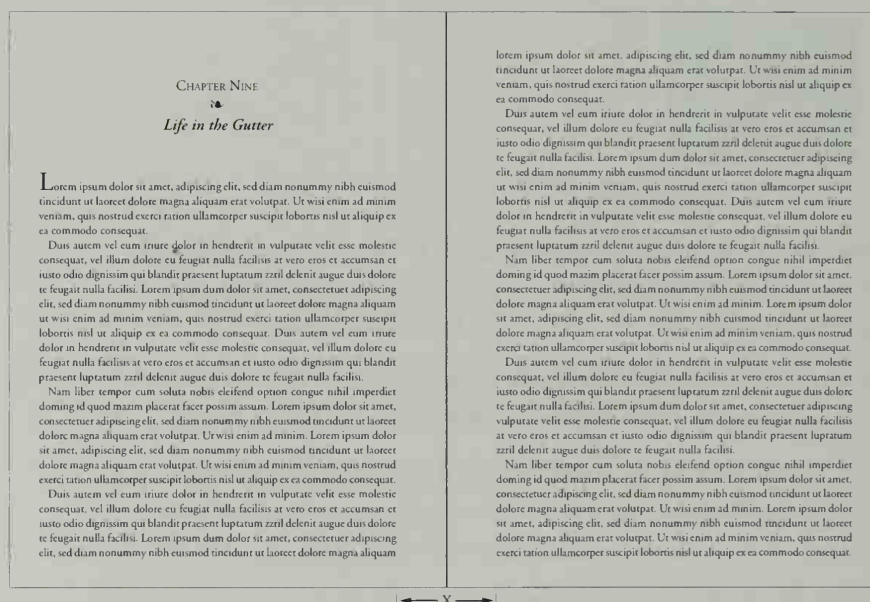 CHAPTER NINE
Life in the Gutter
Lorem ipsum dolor sit amet, adipiscing elit, sed diam nonummy nibh euismod
tincidunt ut laoreet dolore magna aliquam erat volutpat. Ut wisi enim ad minim
veniam, quis nostrud exerci tation ullamcorper suscipit lobortis nisl ut aliquip ex
ea commodo consequat.
Duis autem vel eum iriure dolor in hendrerit in vulputate velit esse molestie
consequat, vel illum dolore eu feugiat nulla facilisis at vero eros et accumsan et
iusto odio dignissim qui blandit praesent luptatum zzril delenit augue duis dolore
te feugait nulla facilisi. Lorem ipsum dum dolor sit amet, consectetuer adipiscing
elit, sed diam nonummy nibh euismod tincidunt ut laoreet dolore magna aliquam
ut wisi enim ad minim veniam, quis nostrud exerci tation ullamcorper suscipit
lobortis nisl ut aliquip ex ea commodo consequat. Duis autem vel eum iriure
dolor in hendrerit in vulputate velit esse molestie consequat, vel illum dolore eu
feugiat nulla facilisis at vero eros et accumsan et iusto odio dignissim qui blandit
praesent luptatum zzril delenit augue duis dolore te feugait nulla facilisi.
Nam liber tempor cum soluta nobis eleifend option congue nihil imperdiet
doming id quod mazim placerat facer possim assum. Lorem ipsum dolor sit amet,
consectetuer adipiscing elit, sed diam nonummy nibh euismod tincidunt ut laoreet
dolore magna aliquam erat volutpat. Ut wisi enim ad minim. Lorem ipsum dolor
sit amet, adipiscing elit, sed diam nonummy nibh euismod tincidunt ut laoreet
dolore magna aliquam erat volutpat. Ut wisi enim ad minim veniam, quis nostrud
exerci tation ullamcorper suscipit lobortis nisl ut aliquip ex ea commodo consequat.
Duis autem vel eum iriure dolor in hendrerit in vulputate velit esse molestie
consequat, vel illum dolore eu feugiat nulla facilisis at vero eros et accumsan et
iusto odio dignissim qui blandit praesent luptatum zzril delenit augue duis dolore
te feugait nulla facilisi. Lorem ipsum dum dolor sit amet, consectetuer adipiscing
elit, sed diam nonummy nibh euismod tincidunt ut laoreet dolore magna aliquam
lorem ipsum dolor sit amet, adipiscing elit, sed diam nonummy nibh euismod
tincidunt ut laoreet dolore magna aliquam erat volutpat. Ut wisi enim ad minim
veniam, quis nostrud exerci tation ullamcorper suscipit lobortis nisl ut aliquip ex
ea commodo consequat.
Duis autem vel eum iriure dolor in hendrerit in vulputate velit esse molestie
consequat, vel illum dolore eu feugiat nulla facilisis at vero eros et accumsan et
iusto odio dignissim qui blandit praesent luptatum zzril delenit augue duis dolore
te feugait nulla facilisi. Lorem ipsum dolor sit amet, consectetuer adipiscing
elit, sed diam nonummy nibh euismod tincidunt ut laoreet dolore magna aliquam
ut wisi enim ad minim veniam, quis nostrud exerci tation ullamcorper suscipit
lobortis nisl ut aliquip ex ea commodo consequat. Duis autem vel eum iriure
dolor in hendrerit in vulputate velit esse molestie consequat, vel illum dolore eu
feugiat nulla facilisis at vero eros et accumsan et iusto odio dignissim qui blandit
praesent luptatum zzril delenit augue duis dolore te feugait nulla facilisi.
Nam liber tempor cum soluta nobis eleifend option congue nihil imperdiet
doming id quod mazim placerat facer possim assum. Lorem ipsum dolor sit amet,
consectetuer adipiscing elit, sed diam nonummy nibh euismod tincidunt ut laoreet
dolore magna aliquam erat volutpat. Ut wisi enim ad minim. Lorem ipsum dolor
sit amet, adipiscing elit, sed diam nonummy nibh euismod tincidunt ut laoreet
dolore magna aliquam erat volutpat. Ut wisi enim ad minim veniam, quis nostrud
exerci tation ullamcorper suscipit lobortis nisl ut aliquip ex ea commodo consequat.
Duis autem vel eum iriure dolor in hendrerit in vulputate velit esse molestie
consequat, vel illum dolore eu feugiat nulla facilisis at vero eros et accumsan et
iusto odio dignissim qui blandit praesent luptatum zzril delenit augue duis dolore
te feugait nulla facilisi. Lorem ipsum dolor sit amet, consectetuer adipiscing
consequat, vel illum dolore eu feugiat nulla facilisi
at vero eros et accumsan et iusto odio dignissim qui blandit praesent luptatum
zzril delenit augue duis dolore te feugait nulla facilisi.
Nam liber tempor cum soluta nobis eleifend option congue nihil imperdiet
doming id quod mazim placerat facer possim assum. Lorem ipsum dolor sit amet,
consectetuer adipiscing elit, sed diam nonummy nibh euismod tincidunt ut laoreet
dolore magna aliquam erat volutpat. Ut wisi enim ad minim. Lorem ipsum dolor
sit amet, adipiscing elit, sed diam nonummy nibh euismod tincidunt ut laoreet
dolore magna aliquam erat volutpat. Ut wisi enim ad minim veniam, quis nostrud
exerci tation ullamcorper suscipit lobortis nisl ut aliquip ex ea commodo consequat.
X